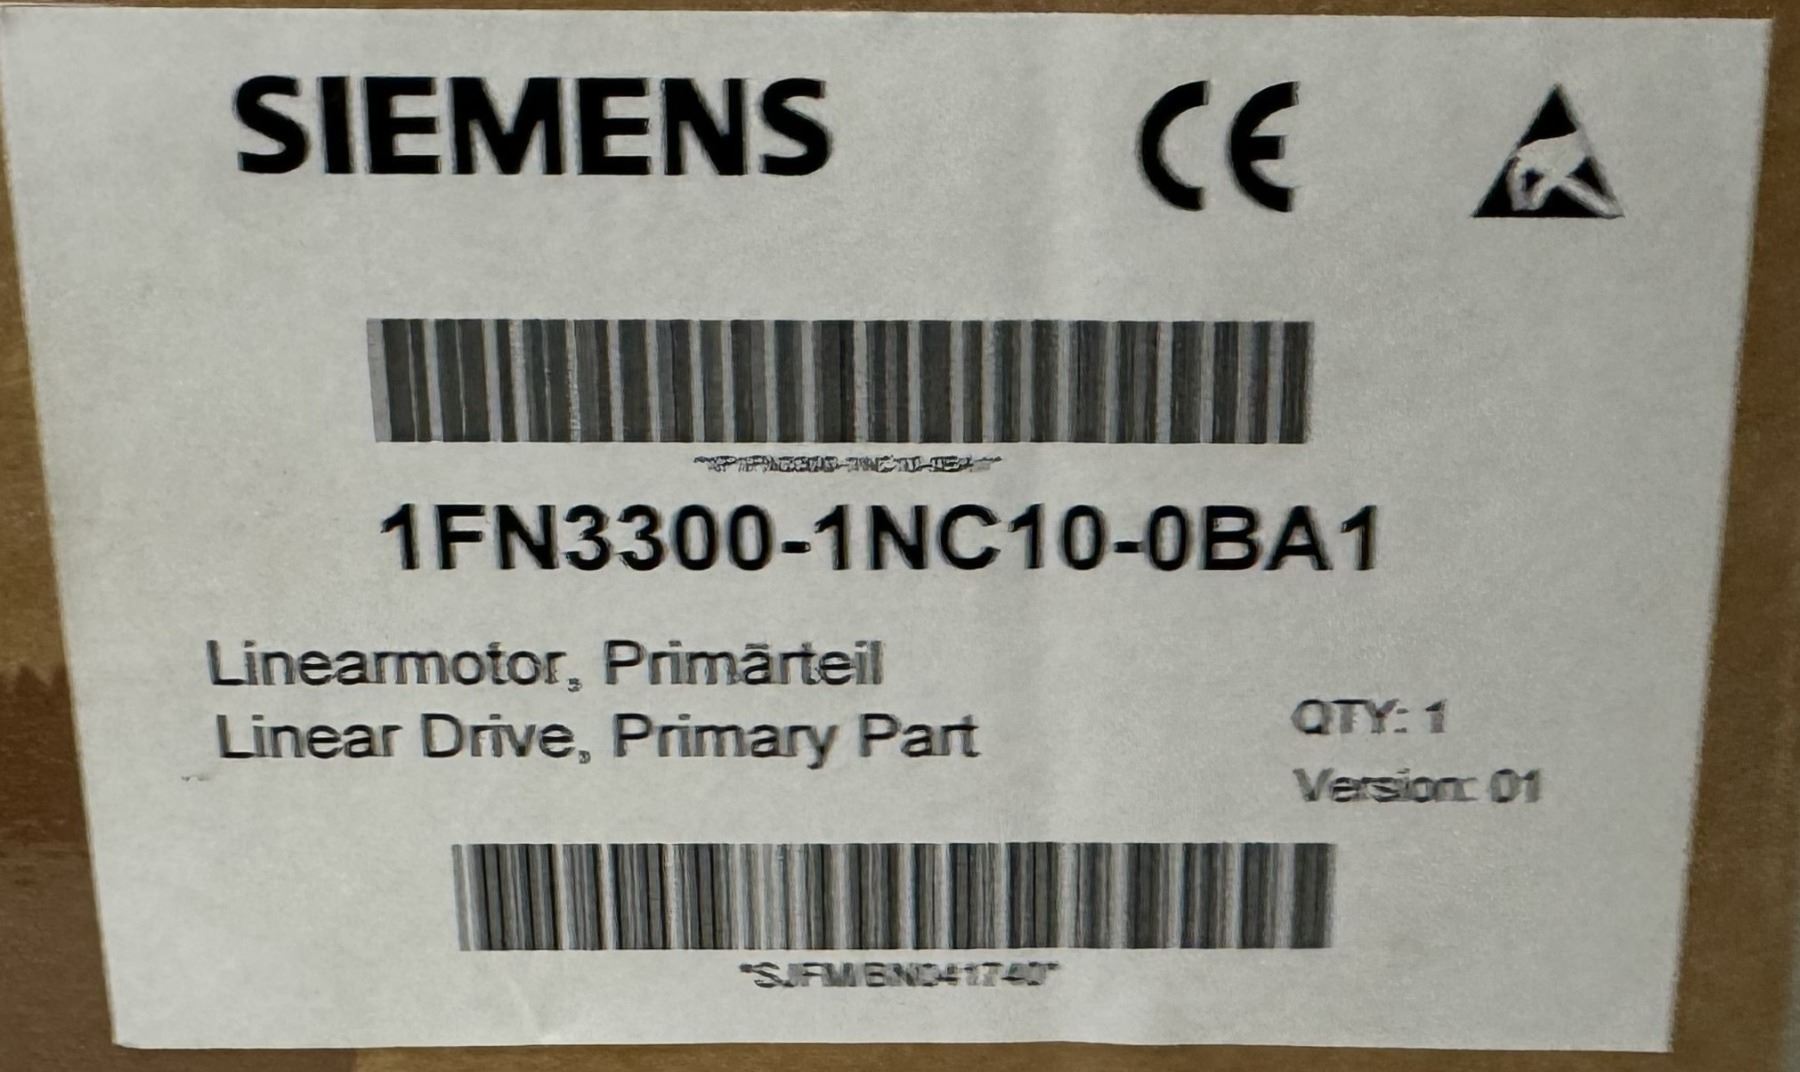 SIEMENS CE
1FN3300-1NC10-0BA1
Linearmotor, Primärteil
Linear Drive, Primary Part
QTY: 1
Version: 01